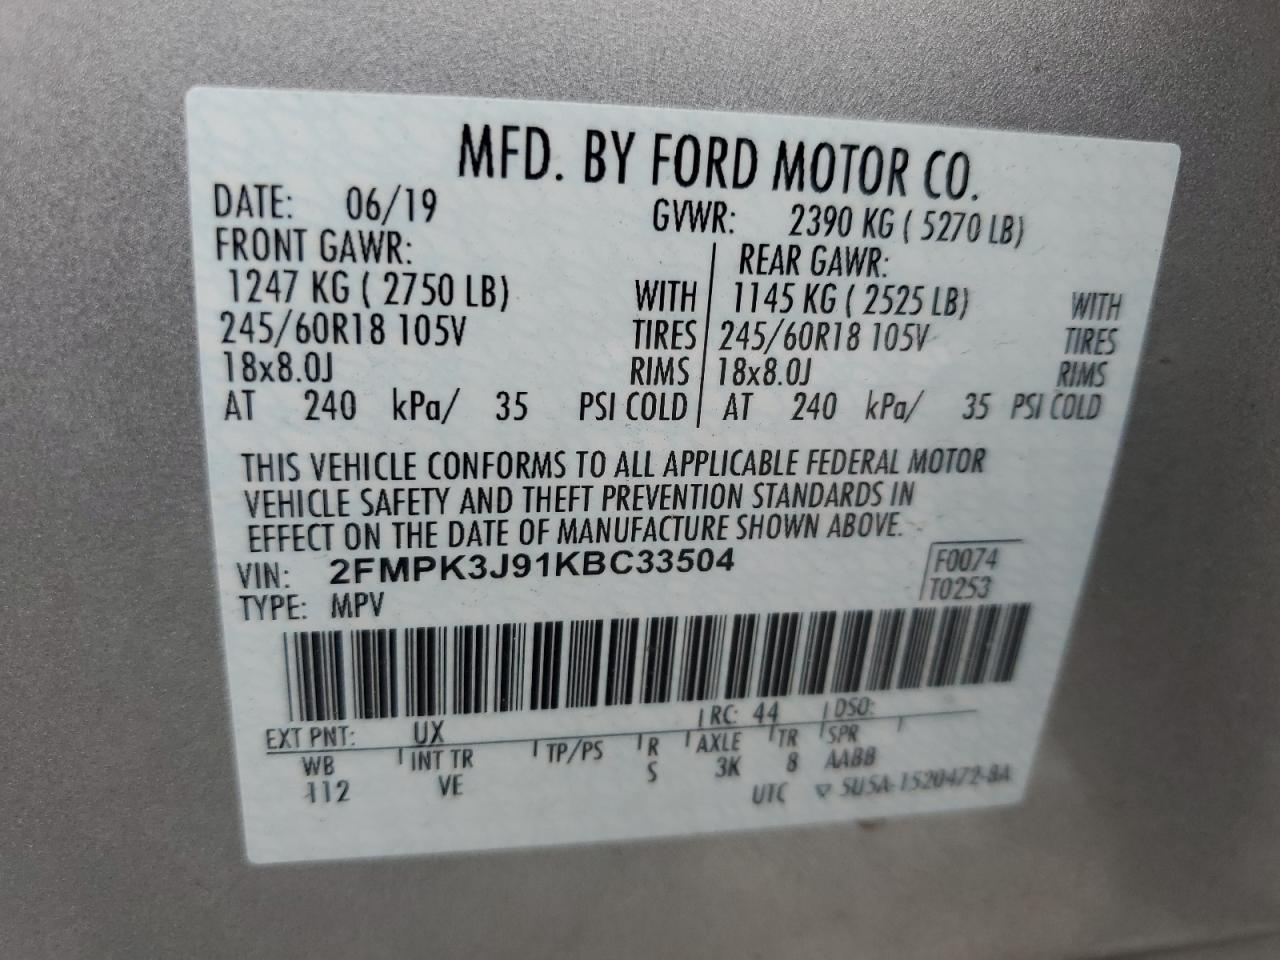 MFD. BY FORD MOTOR CO.
DATE: 06/19 GVWR: 2390 KG ( 5270 LB)
FRONT GAWR: REAR GAWR:
1247 KG ( 2750 LB) WITH 1145 KG ( 2525 LB) WITH
245/60R18 105V TIRES 245/60R18 105V TIRES
18x8.0J RIMS 18x8.0J RIMS
AT 240 kPa/ 35 PSI COLD AT 240 kPa/ 35 PSI COLD
THIS VEHICLE CONFORMS TO ALL APPLICABLE FEDERAL MOTOR
VEHICLE SAFETY AND THEFT PREVENTION STANDARDS IN
EFFECT ON THE DATE OF MANUFACTURE SHOWN ABOVE.
VIN: 2FMPK3J91KBC33504 F0074
TYPE: MPV T0253
EXT PNT: UX RC: 44 DSO:
WB INT TR TP/PS R AXLE TR SPR
112 VE S 3K 8 AABB
UTC ▽ SU5A-1520472-BA